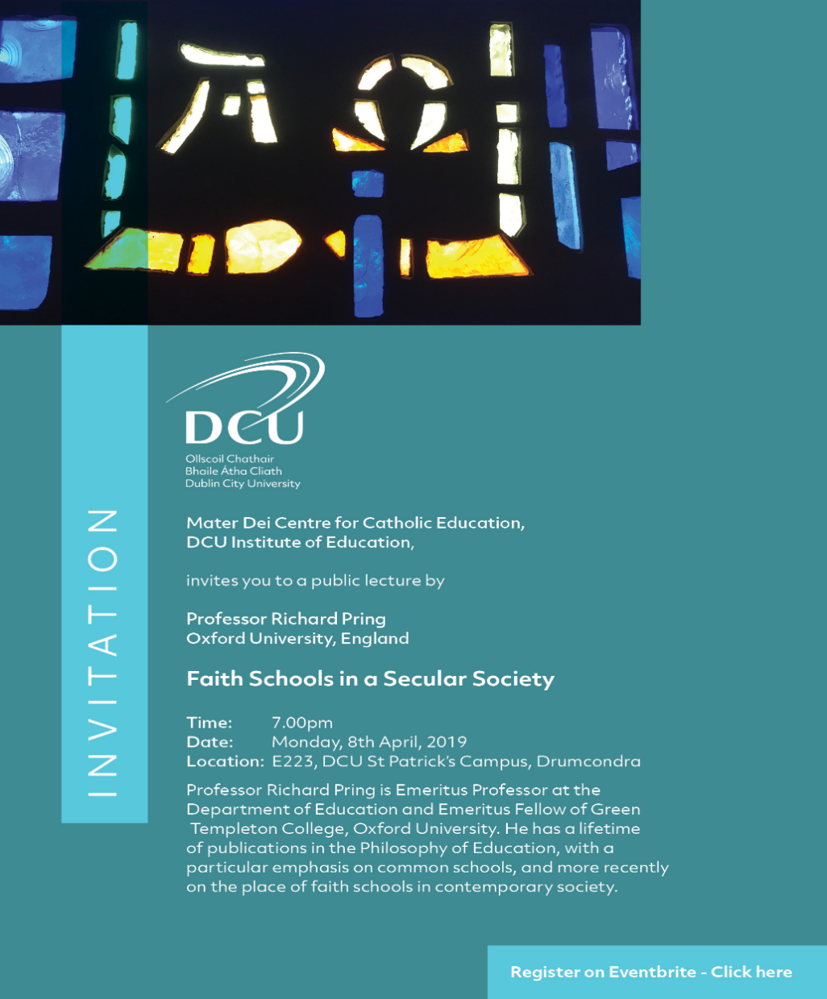 DCU
Ollscoil Chathair
Bhaile Átha Cliath
Dublin City University
INVITATION
Mater Dei Centre for Catholic Education,
DCU Institute of Education,
invites you to a public lecture by
Professor Richard Pring
Oxford University, England
Faith Schools in a Secular Society
Time: 7.00pm
Date: Monday, 8th April, 2019
Location: E223, DCU St Patrick's Campus, Drumcondra
Professor Richard Pring is Emeritus Professor at the
Department of Education and Emeritus Fellow of Green
Templeton College, Oxford University. He has a lifetime
of publications in the Philosophy of Education, with a
particular emphasis on common schools, and more recently
on the place of faith schools in contemporary society.
Register on Eventbrite - Click here